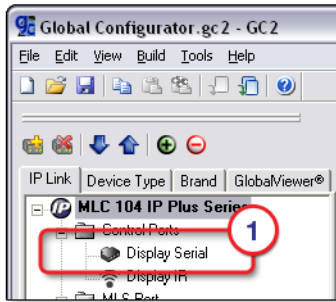 Global Configurator.gc2 - GC2
File Edit View Build Tools Help
IP Link Device Type Brand GlobalViewer®
IP MLC 104 IP Plus Series
1
Control Ports
Display Serial
Display IR
MLS Port